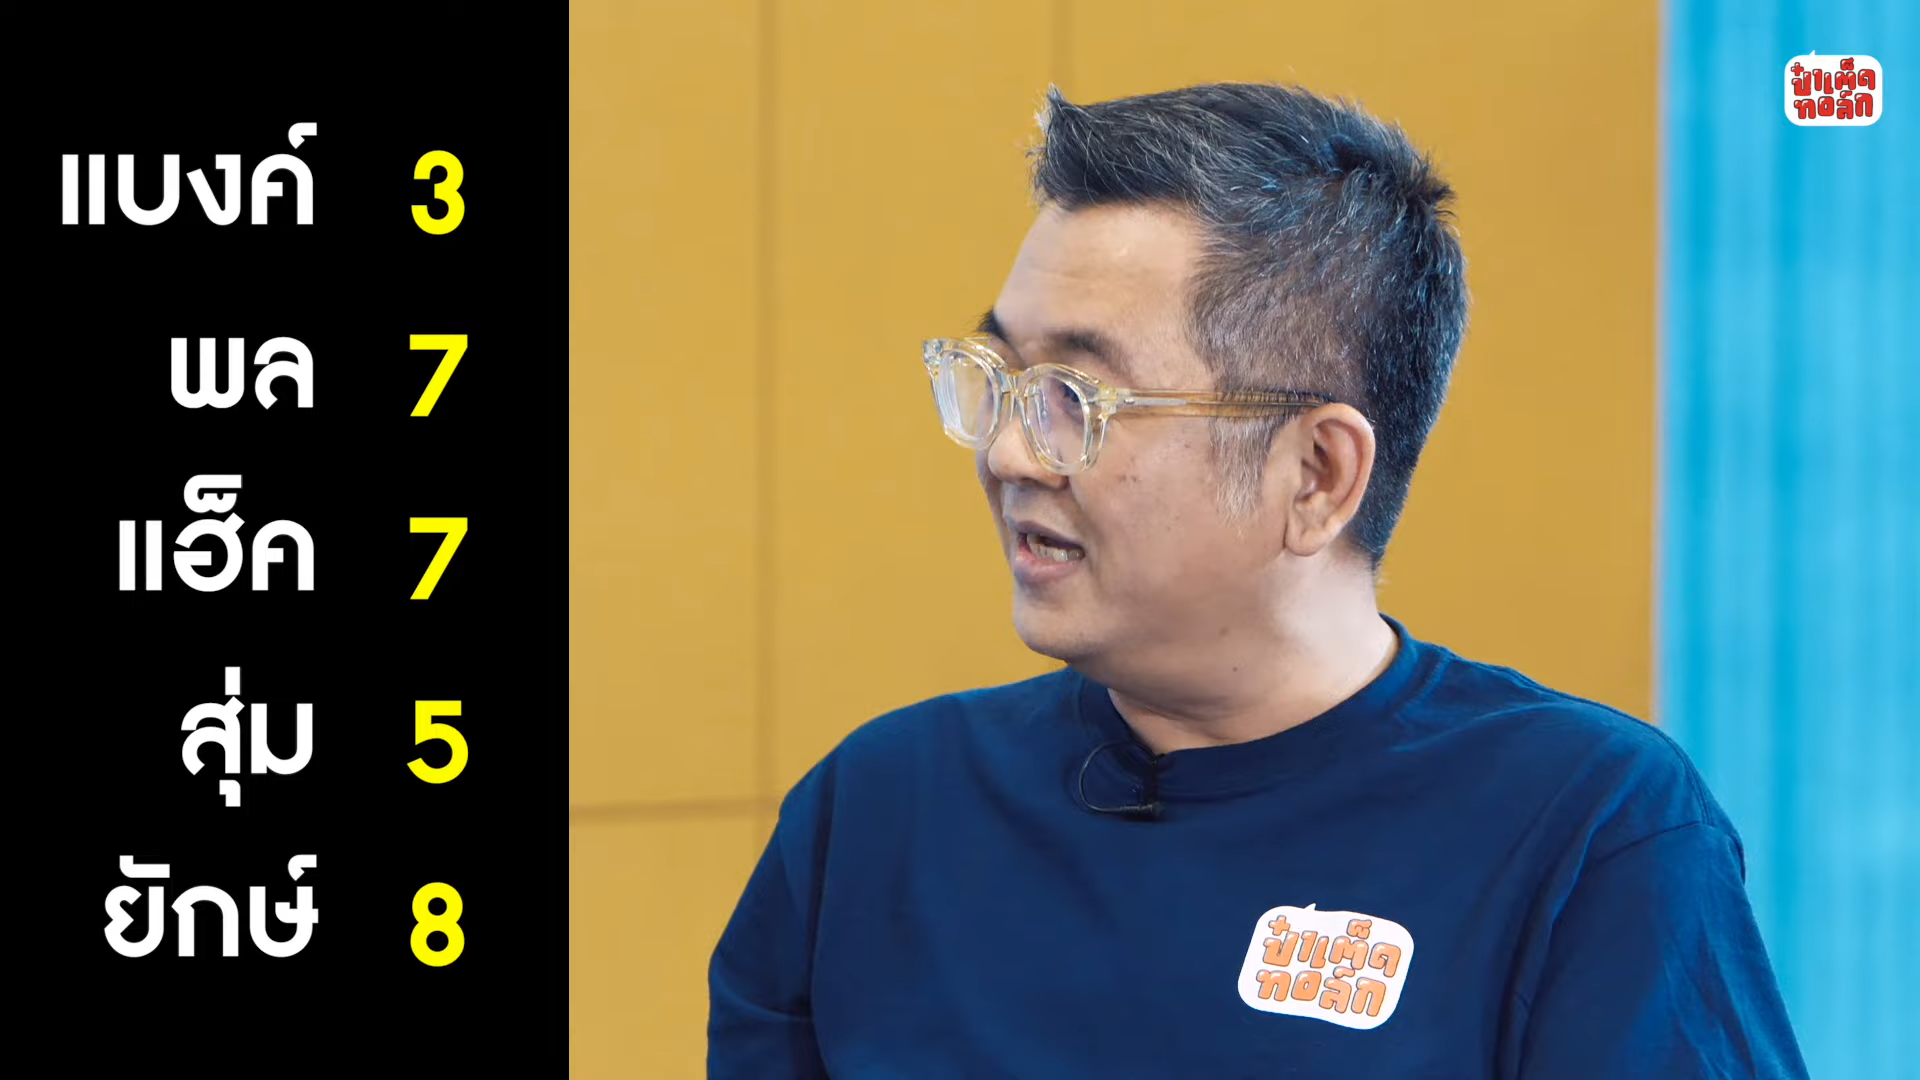 แบงค์ 3
พล 7
แฮ็ค 7
สุ่ม 5
ยักษ์ 8
ป๋าเต็ด
ทอล์ก
ป๋าเต็ด
ทอล์ก